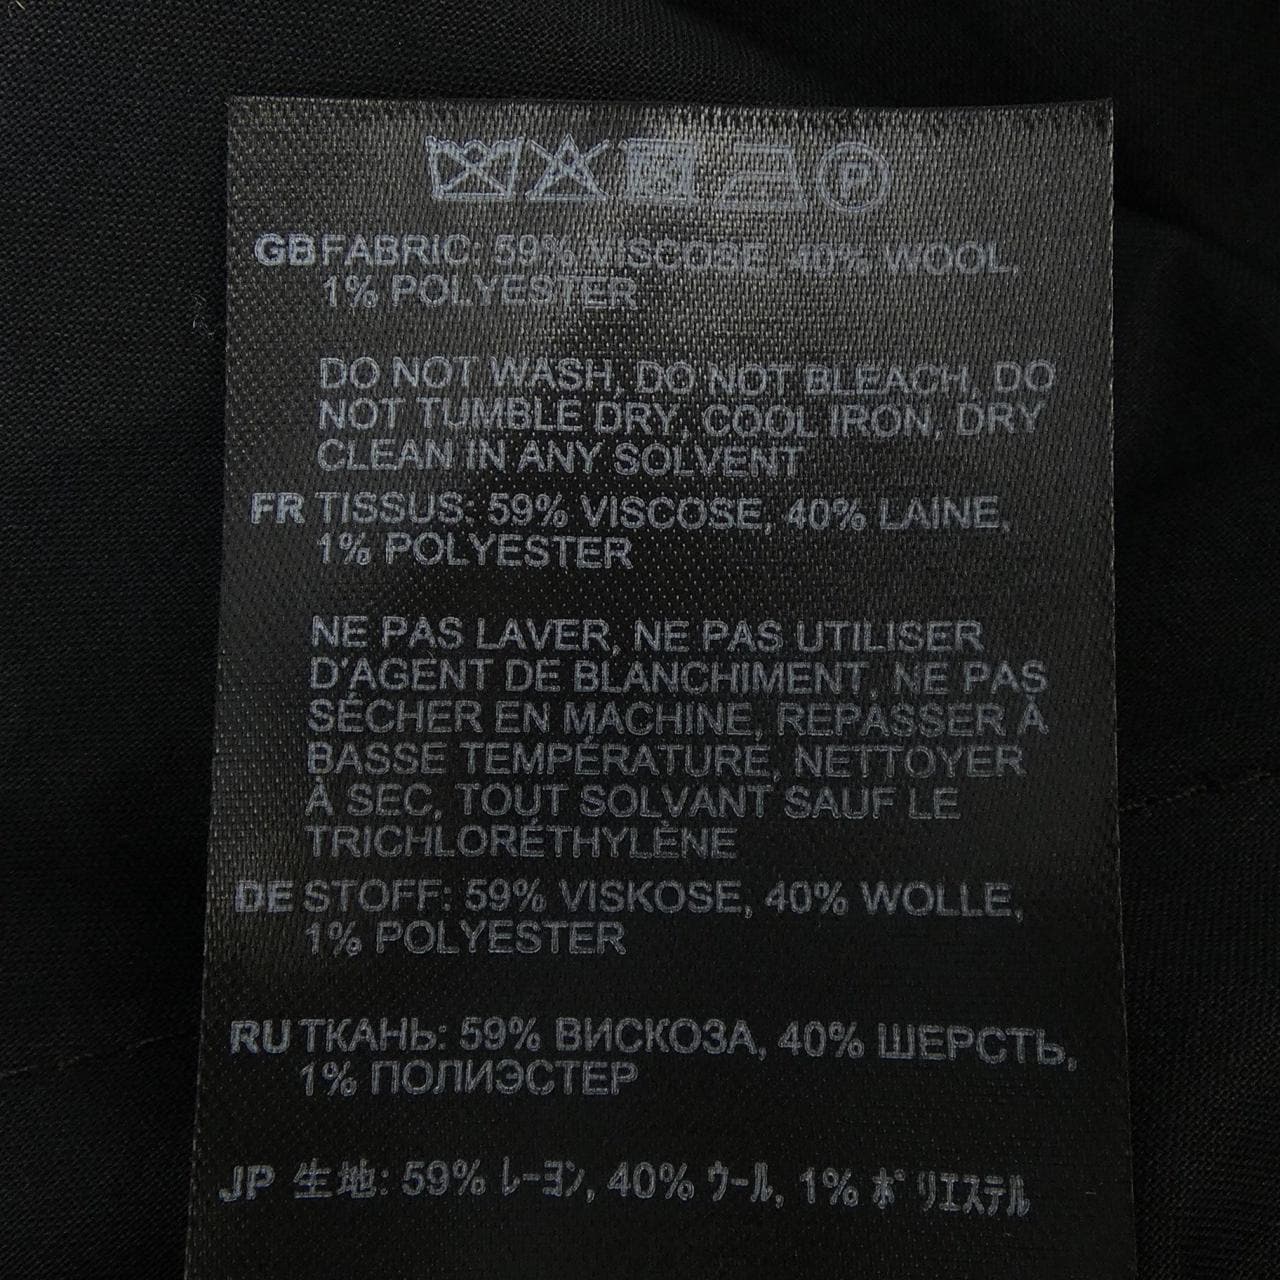 P
GB FABRIC: 59% VISCOSE, 40% WOOL,
1% POLYESTER
DO NOT WASH, DO NOT BLEACH, DO
NOT TUMBLE DRY, COOL IRON, DRY
CLEAN IN ANY SOLVENT
FR TISSUS: 59% VISCOSE, 40% LAINE,
1% POLYESTER
NE PAS LAVER, NE PAS UTILISER
D'AGENT DE BLANCHIMENT, NE PAS
SÉCHER EN MACHINE, REPASSER À
BASSE TEMPÉRATURE, NETTOYER
À SEC, TOUT SOLVANT SAUF LE
TRICHLORÉTHYLÈNE
DE STOFF: 59% VISKOSE, 40% WOLLE,
1% POLYESTER
RU ТКАНЬ: 59% ВИСКОЗА, 40% ШЕРСТЬ,
1% ПОЛИЭСТЕР
JP 生地: 59% ﾚｰﾖﾝ, 40% ｳｰﾙ, 1% ﾎﾟﾘｴｽﾃﾙ